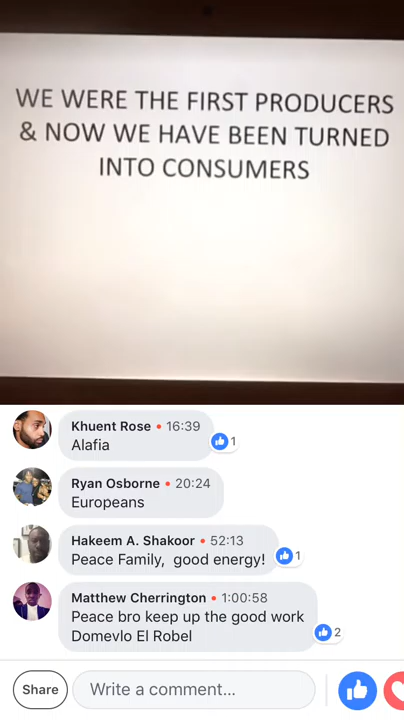 WE WERE THE FIRST PRODUCERS
& NOW WE HAVE BEEN TURNED
INTO CONSUMERS
Khuent Rose • 16:39
Alafia
1
Ryan Osborne • 20:24
Europeans
Hakeem A. Shakoor • 52:13
Peace Family, good energy!
1
Matthew Cherrington • 1:00:58
Peace bro keep up the good work
Domevlo El Robel
2
Share
Write a comment...